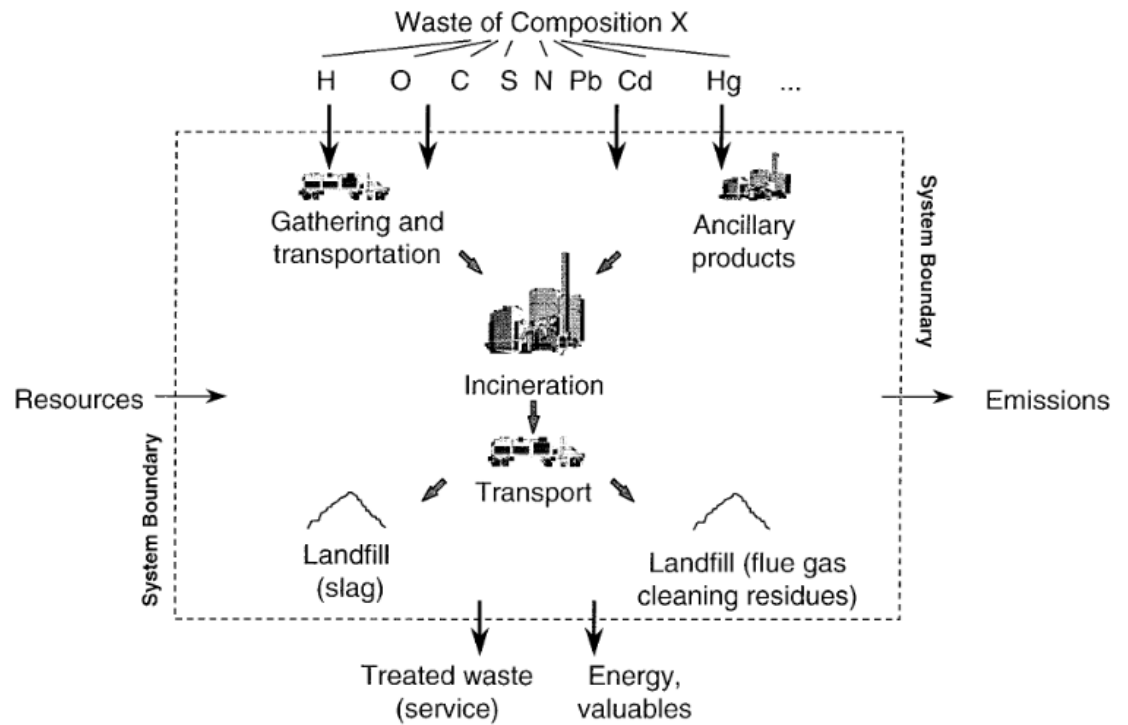 Waste of Composition X
H O C S N Pb Cd Hg ...
Gathering and
transportation
Ancillary
products
System Boundary
Incineration
Resources
Emissions
System Boundary
Transport
Landfill
(slag)
Landfill (flue gas
cleaning residues)
Treated waste
(service)
Energy,
valuables